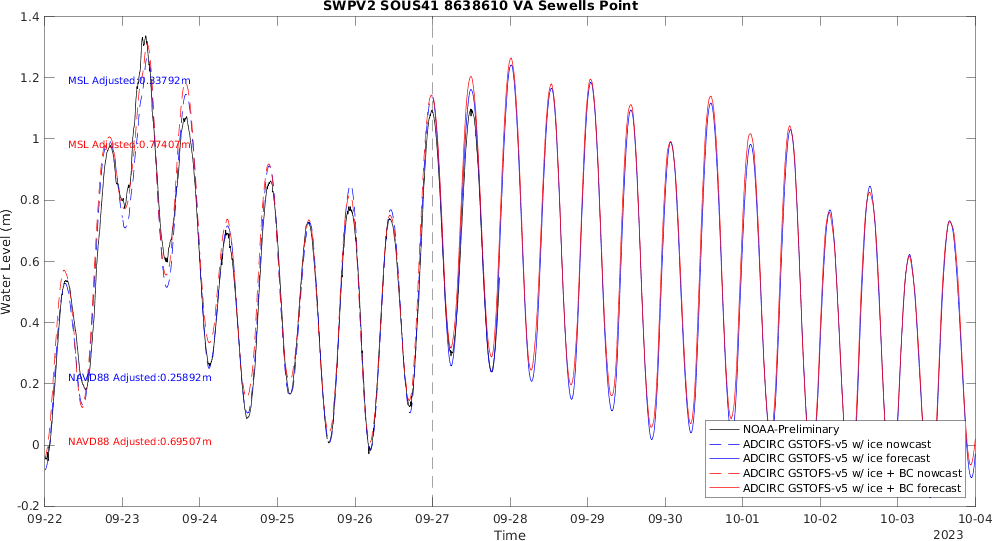 SWPV2 SOUS41 8638610 VA Sewells Point
1.4
1.2
1
0.8
0.6
0.4
0.2
0
-0.2
Water Level (m)
MSL Adjusted:0.83792m
MSL Adjusted:0.77407m
NAVD88 Adjusted:0.25892m
NAVD88 Adjusted:0.69507m
NOAA-Preliminary
ADCIRC GSTOFS-v5 w/ ice nowcast
ADCIRC GSTOFS-v5 w/ ice forecast
ADCIRC GSTOFS-v5 w/ ice + BC nowcast
ADCIRC GSTOFS-v5 w/ ice + BC forecast
09-22 09-23 09-24 09-25 09-26 09-27 09-28 09-29 09-30 10-01 10-02 10-03 10-04
Time
2023